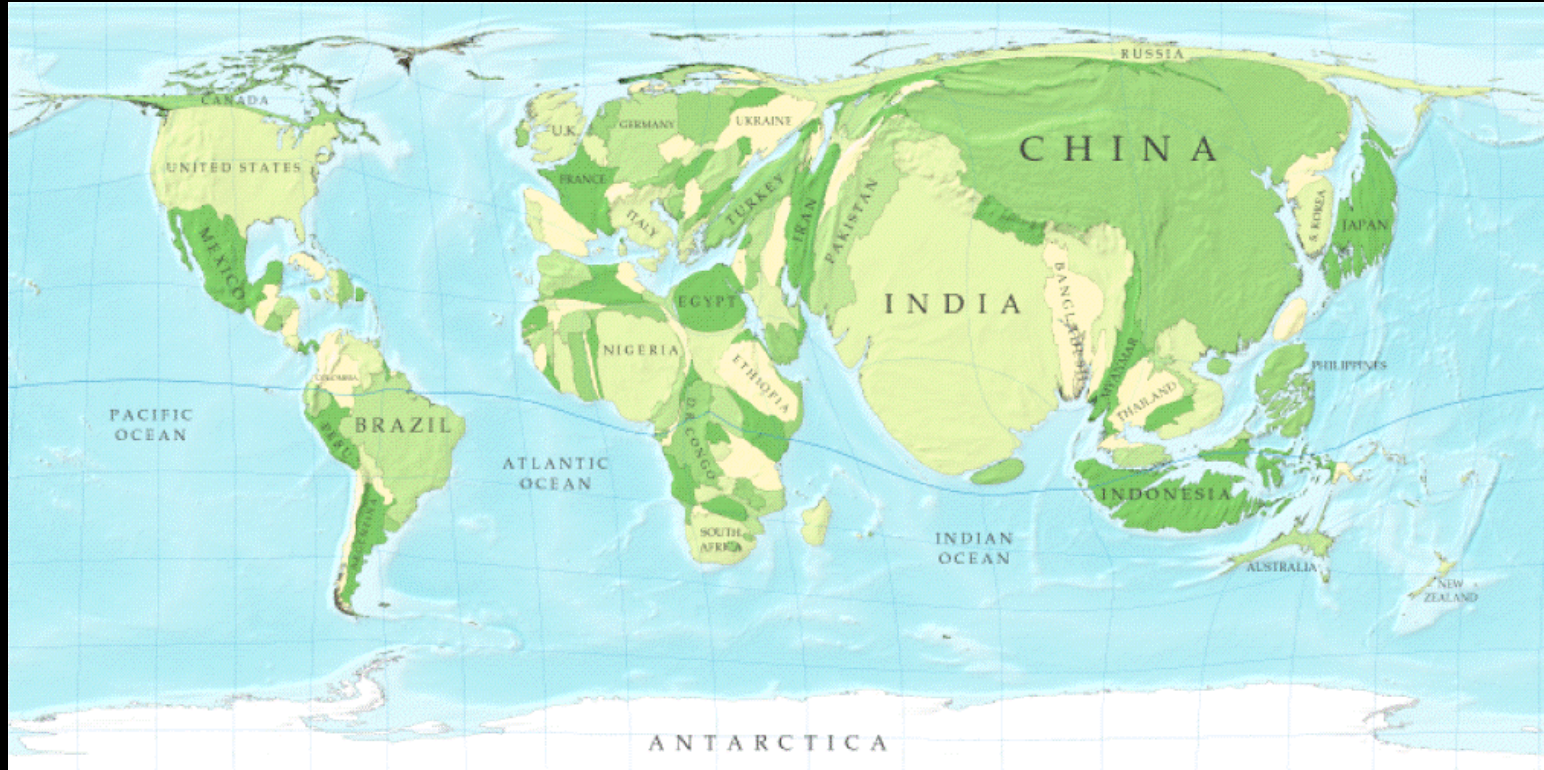 RUSSIA
CANADA
U.K.
GERMANY
UKRAINE
CHINA
UNITED STATES
FRANCE
TURKEY
IRAN
PAKISTAN
ITALY
S KOREA
JAPAN
MEXICO
EGYPT
INDIA
BANGLADESH
NIGERIA
ETHIOPIA
MYANMAR
PHILIPPINES
COLOMBIA
THAILAND
PACIFIC
OCEAN
BRAZIL
PERU
D R CONGO
ATLANTIC
OCEAN
INDONESIA
ARGENTINA
SOUTH
AFRICA
INDIAN
OCEAN
AUSTRALIA
NEW
ZEALAND
ANTARCTICA